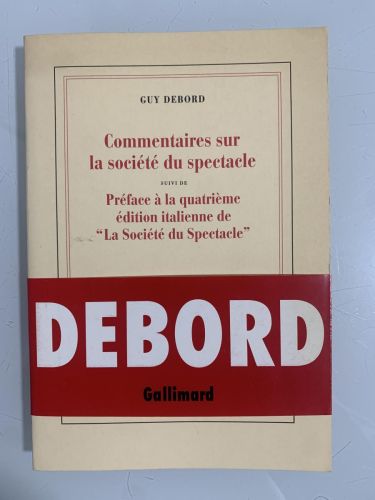 GUY DEBORD
Commentaires sur
la société du spectacle
SUIVI DE
Préface à la quatrième
édition italienne de
“La Société du Spectacle”
DEBORD
Gallimard